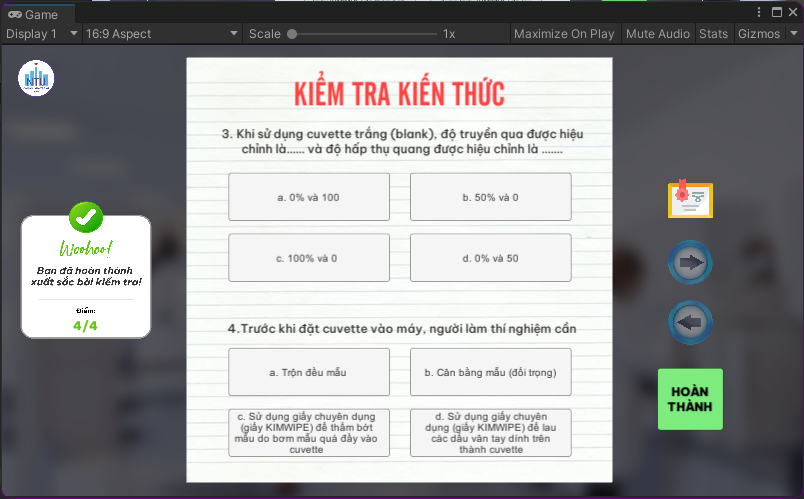 Game
Display 1
16:9 Aspect
Scale
1x
Maximize On Play
Mute Audio
Stats
Gizmos
NTU
KIỂM TRA KIẾN THỨC
3. Khi sử dụng cuvette trắng (blank), độ truyền qua được hiệu
chỉnh là...... và độ hấp thụ quang được hiệu chỉnh là .......
a. 0% và 100
b. 50% và 0
c. 100% và 0
d. 0% và 50
4.Trước khi đặt cuvette vào máy, người làm thí nghiệm cần
a. Trộn đều mẫu
b. Cân bằng mẫu (đối trọng)
c. Sử dụng giấy chuyên dụng
(giấy KIMWIPE) để thấm bớt
mẫu do bơm mẫu quá đầy vào
cuvette
d. Sử dụng giấy chuyên
dụng (giấy KIMWIPE) để lau
các dấu vân tay dính trên
thành cuvette
Woohoo!
Bạn đã hoàn thành
xuất sắc bài kiểm tra!
Điểm:
4/4
HOÀN
THÀNH